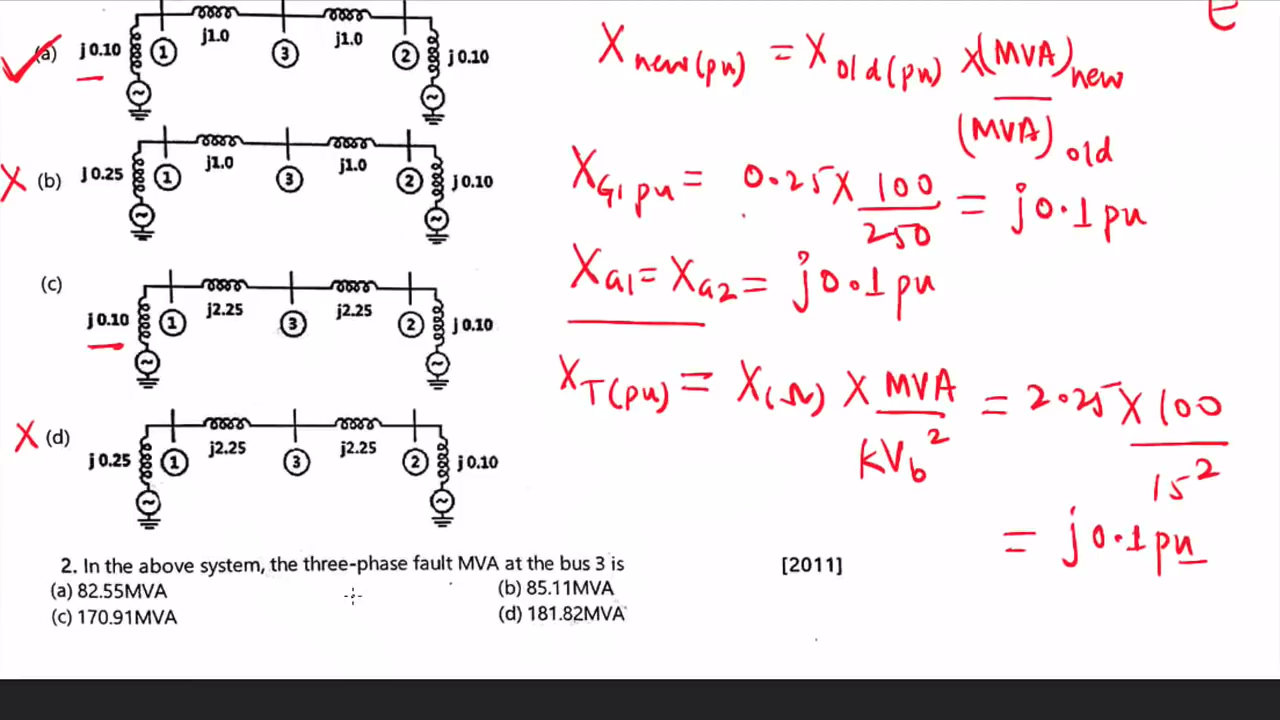 (a) j 0.10 1 j1.0 3 j1.0 2 j 0.10
(b) j 0.25 1 j1.0 3 j1.0 2 j 0.10
(c) j 0.10 1 j2.25 3 j2.25 2 j 0.10
(d) j 0.25 1 j2.25 3 j2.25 2 j 0.10
X new(pu) = X old(pu) X (MVA) new
(MVA) old
X G1 pu = 0.25 X 100 = j0.1 pu
250
X G1 = X G2 = j0.1 pu
X T(pu) = X(Ω) X MVA = 2.25 X 100
KVb² 15²
= j0.1 pu
2. In the above system, the three-phase fault MVA at the bus 3 is [2011]
(a) 82.55MVA (b) 85.11MVA
(c) 170.91MVA (d) 181.82MVA